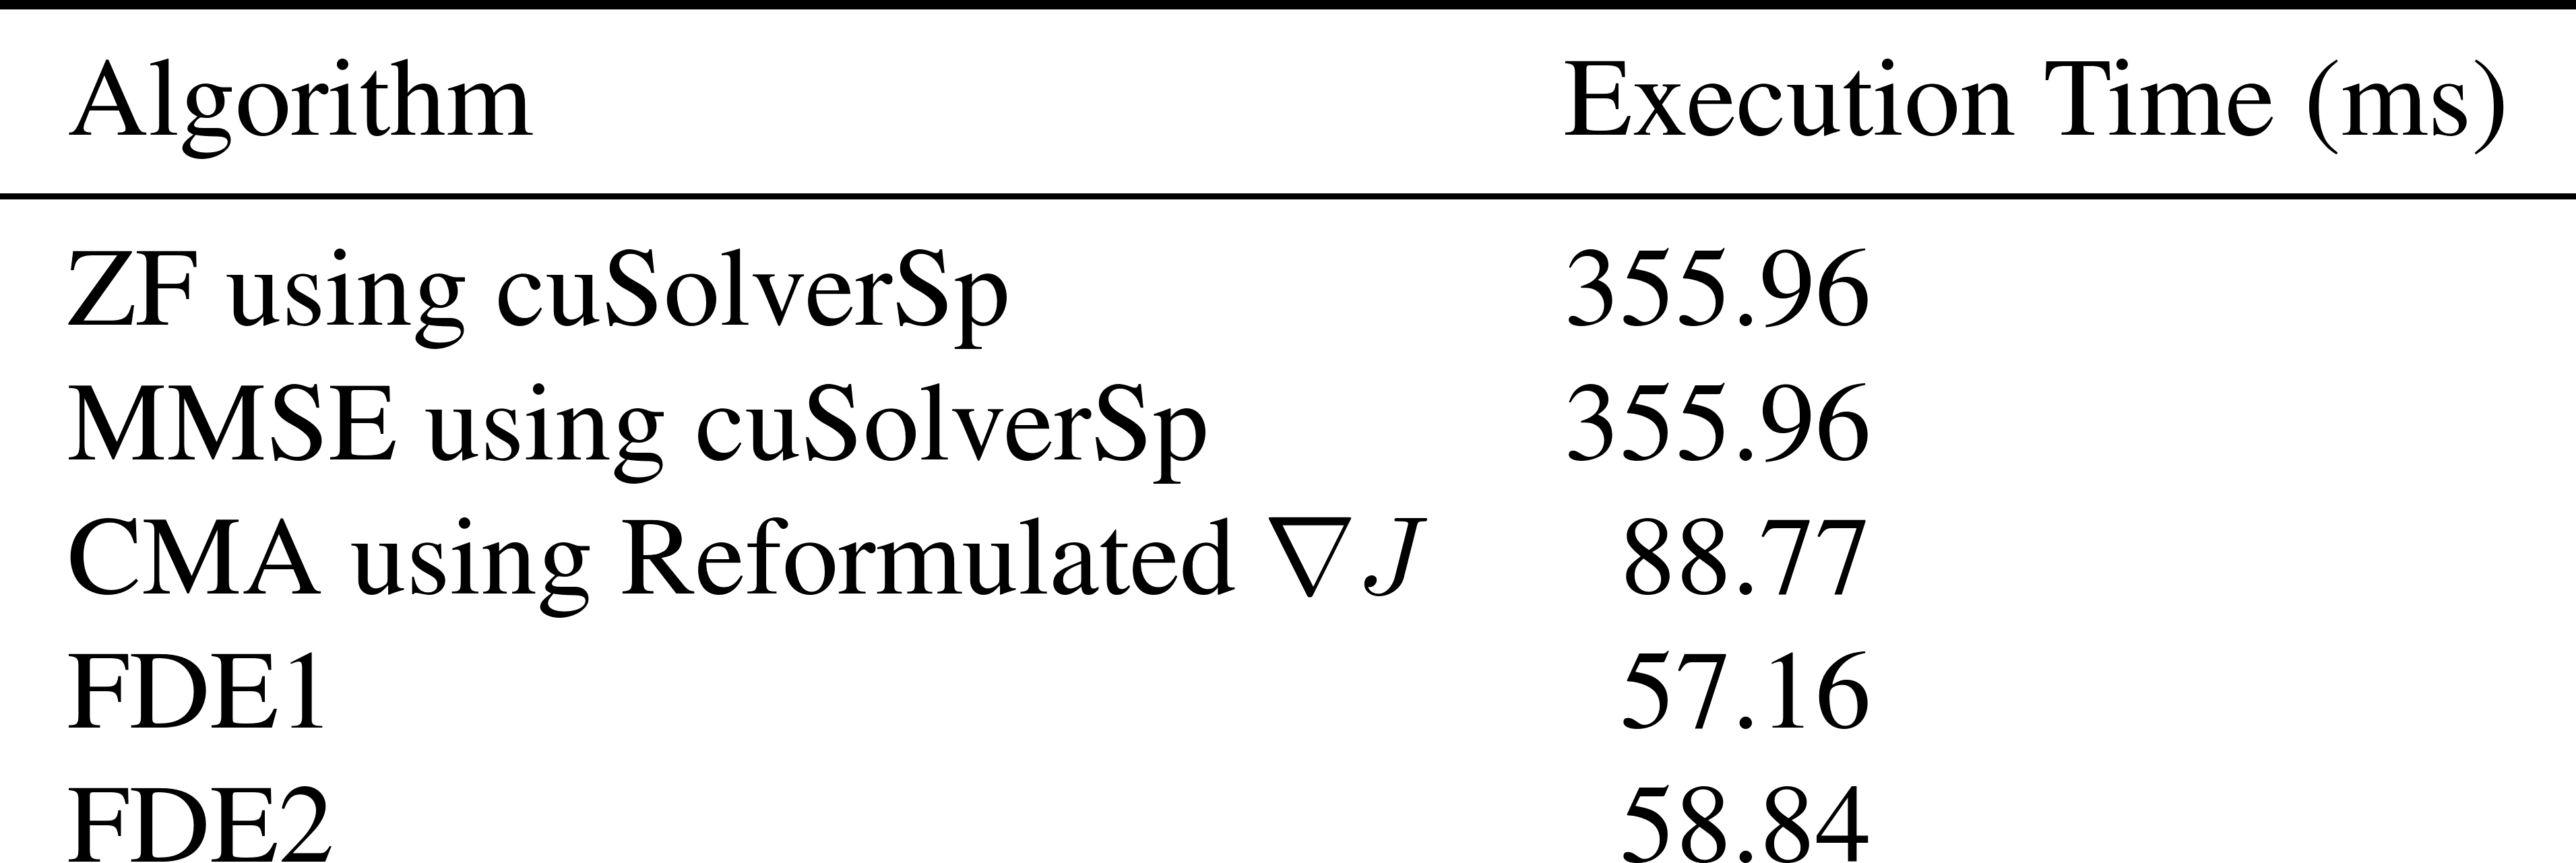 Algorithm Execution Time (ms)
ZF using cuSolverSp 355.96
MMSE using cuSolverSp 355.96
CMA using Reformulated ∇J 88.77
FDE1 57.16
FDE2 58.84